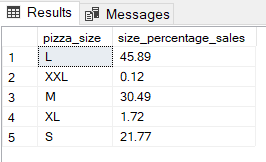 Results Messages
pizza_size size_percentage_sales
1 L 45.89
2 XXL 0.12
3 M 30.49
4 XL 1.72
5 S 21.77